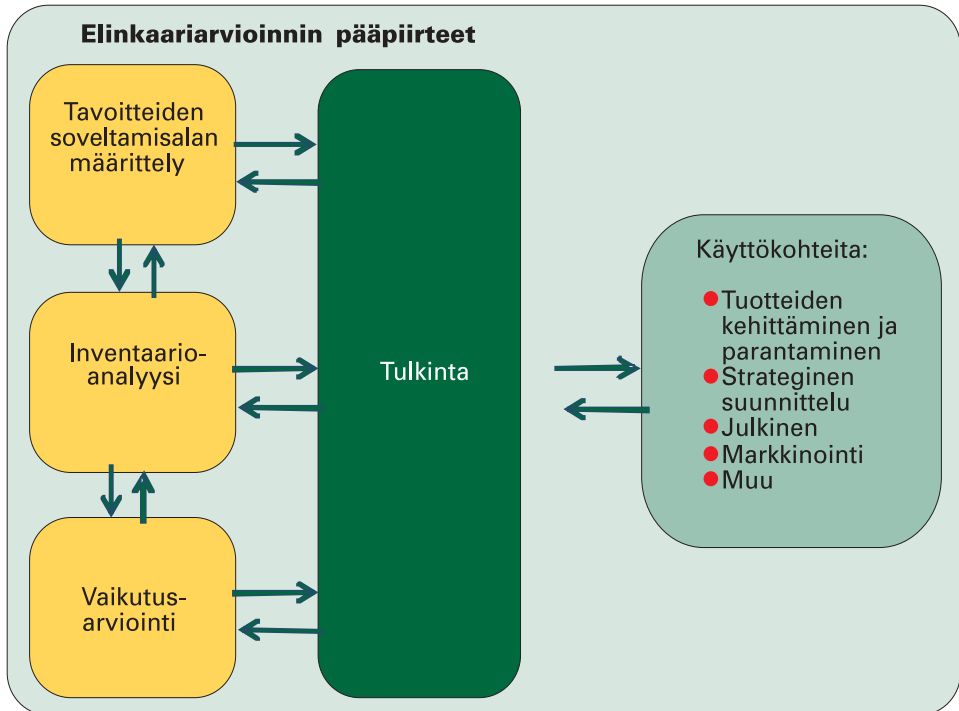 Elinkaariarvioinnin pääpiirteet
Tavoitteiden
soveltamisalan
määrittely
Inventaario-
analyysi
Vaikutus-
arviointi
Tulkinta
Käyttökohteita:
Tuotteiden
kehittäminen ja
parantaminen
Strateginen
suunnittelu
Julkinen
Markkinointi
Muu